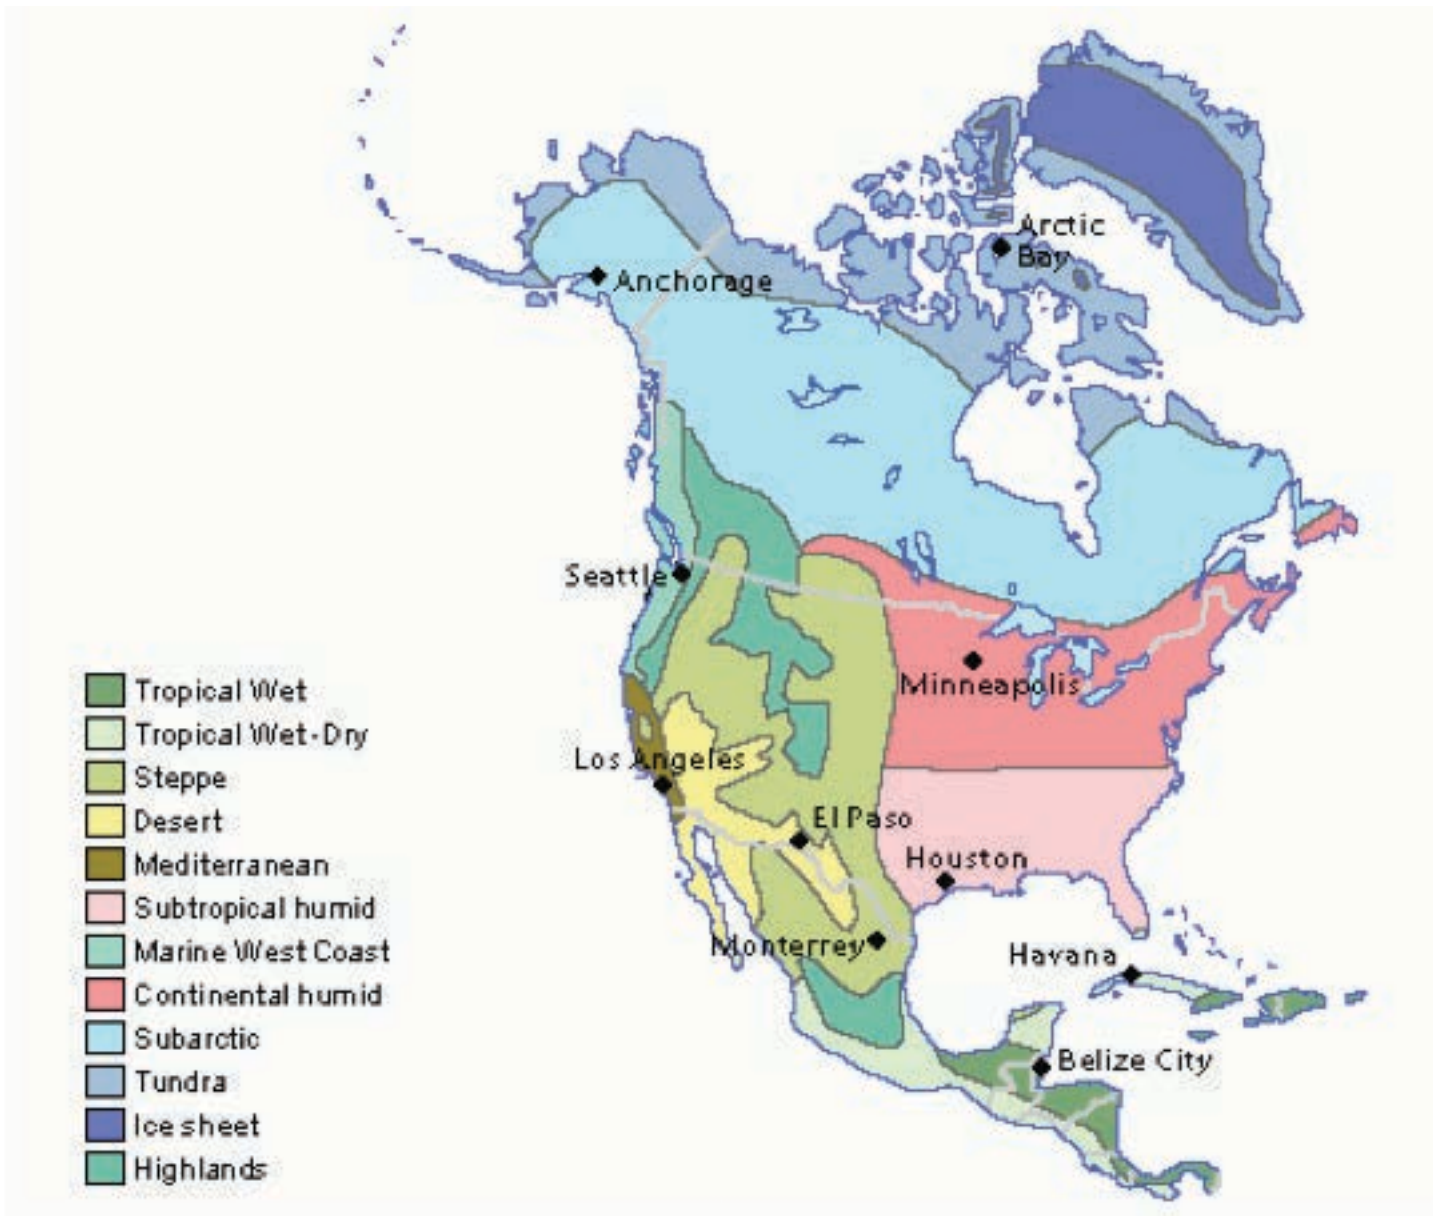 Arctic
Bay
Anchorage
Seattle
Minneapolis
Los Angeles
El Paso
Houston
Monterrey
Havana
Belize City
Tropical Wet
Tropical Wet-Dry
Steppe
Desert
Mediterranean
Subtropical humid
Marine West Coast
Continental humid
Subarctic
Tundra
Ice sheet
Highlands